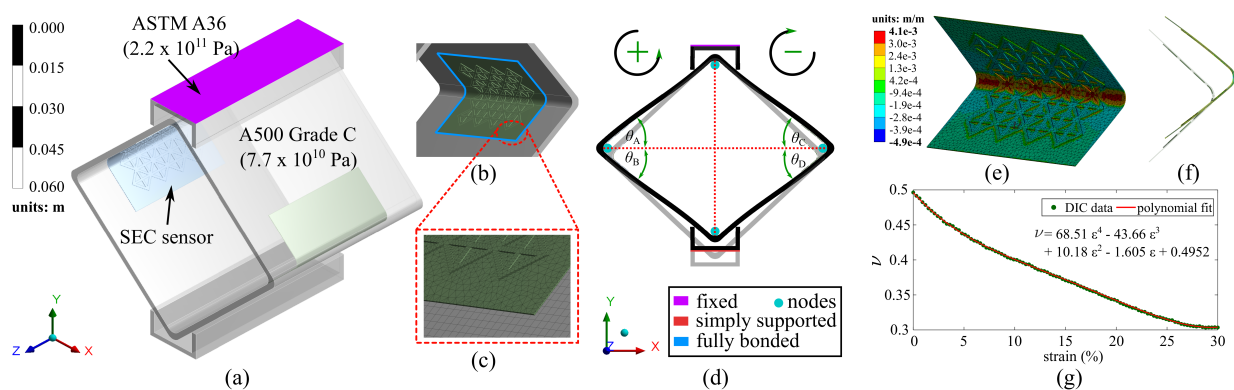 0.000
0.015
0.030
0.045
0.060
units: m
ASTM A36
(2.2 x 10¹¹ Pa)
A500 Grade C
(7.7 x 10¹⁰ Pa)
SEC sensor
Y
Z
X
(a)
(b)
(c)
+
-
θA
θB
θC
θD
Y
Z
X
fixed
nodes
simply supported
fully bonded
(d)
units: m/m
4.1e-3
3.0e-3
2.2e-3
1.3e-3
4.2e-4
-9.4e-4
-1.9e-4
-2.9e-4
-3.9e-4
-4.9e-4
(e)
(f)
0.5
0.45
0.4
0.35
0.3
ν
DIC data
polynomial fit
ν = 68.51 ε⁴ - 43.66 ε³
+ 10.18 ε² - 1.605 ε + 0.4952
0
5
10
15
20
25
30
strain (%)
(g)